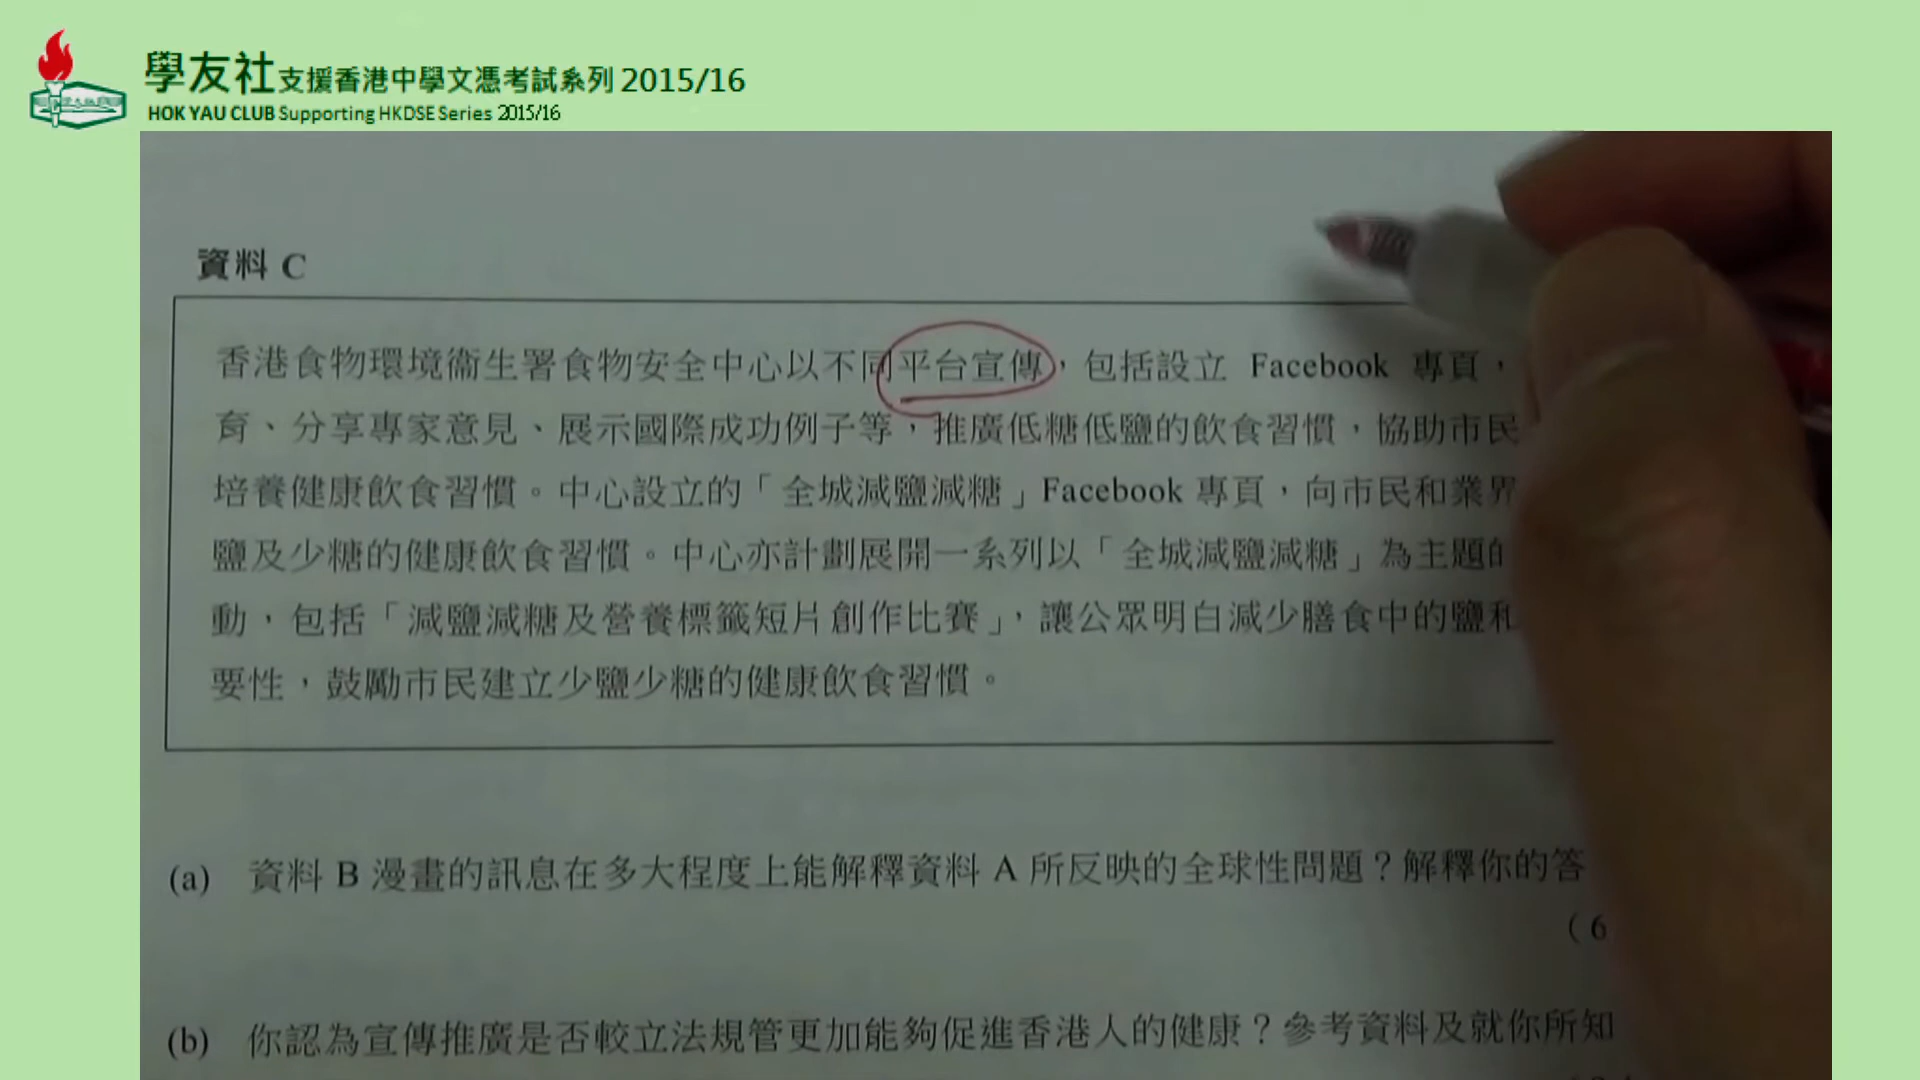 學友社支援香港中學文憑考試系列 2015/16
HOK YAU CLUB Supporting HKDSE Series 2015/16
資料 C
香港食物環境衞生署食物安全中心以不同平台宣傳，包括設立 Facebook 專頁，
育、分享專家意見、展示國際成功例子等，推廣低糖低鹽的飲食習慣，協助市民
培養健康飲食習慣。中心設立的「全城減鹽減糖」Facebook 專頁，向市民和業界
鹽及少糖的健康飲食習慣。中心亦計劃展開一系列以「全城減鹽減糖」為主題的
動，包括「減鹽減糖及營養標籤短片創作比賽」，讓公眾明白減少膳食中的鹽和
要性，鼓勵市民建立少鹽少糖的健康飲食習慣。
(a) 資料 B 漫畫的訊息在多大程度上能解釋資料 A 所反映的全球性問題？解釋你的答
（6
(b) 你認為宣傳推廣是否較立法規管更加能夠促進香港人的健康？參考資料及就你所知